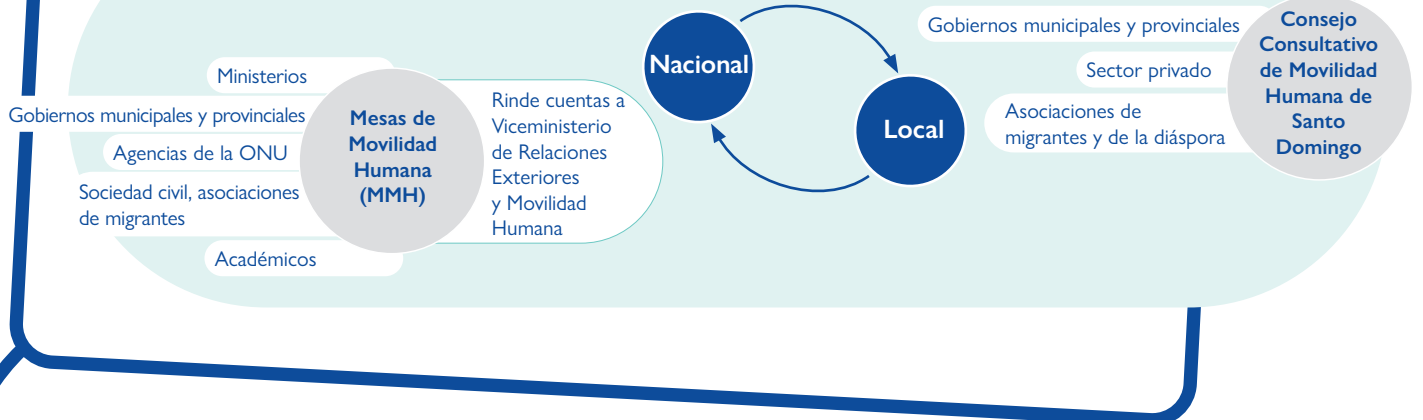 Ministerios
Gobiernos municipales y provinciales
Agencias de la ONU
Sociedad civil, asociaciones
de migrantes
Académicos
Mesas de
Movilidad
Humana
(MMH)
Rinde cuentas a
Viceministerio
de Relaciones
Exteriores
y Movilidad
Humana
Nacional
Local
Gobiernos municipales y provinciales
Sector privado
Asociaciones de
migrantes y de la diáspora
Consejo
Consultativo
de Movilidad
Humana de
Santo
Domingo